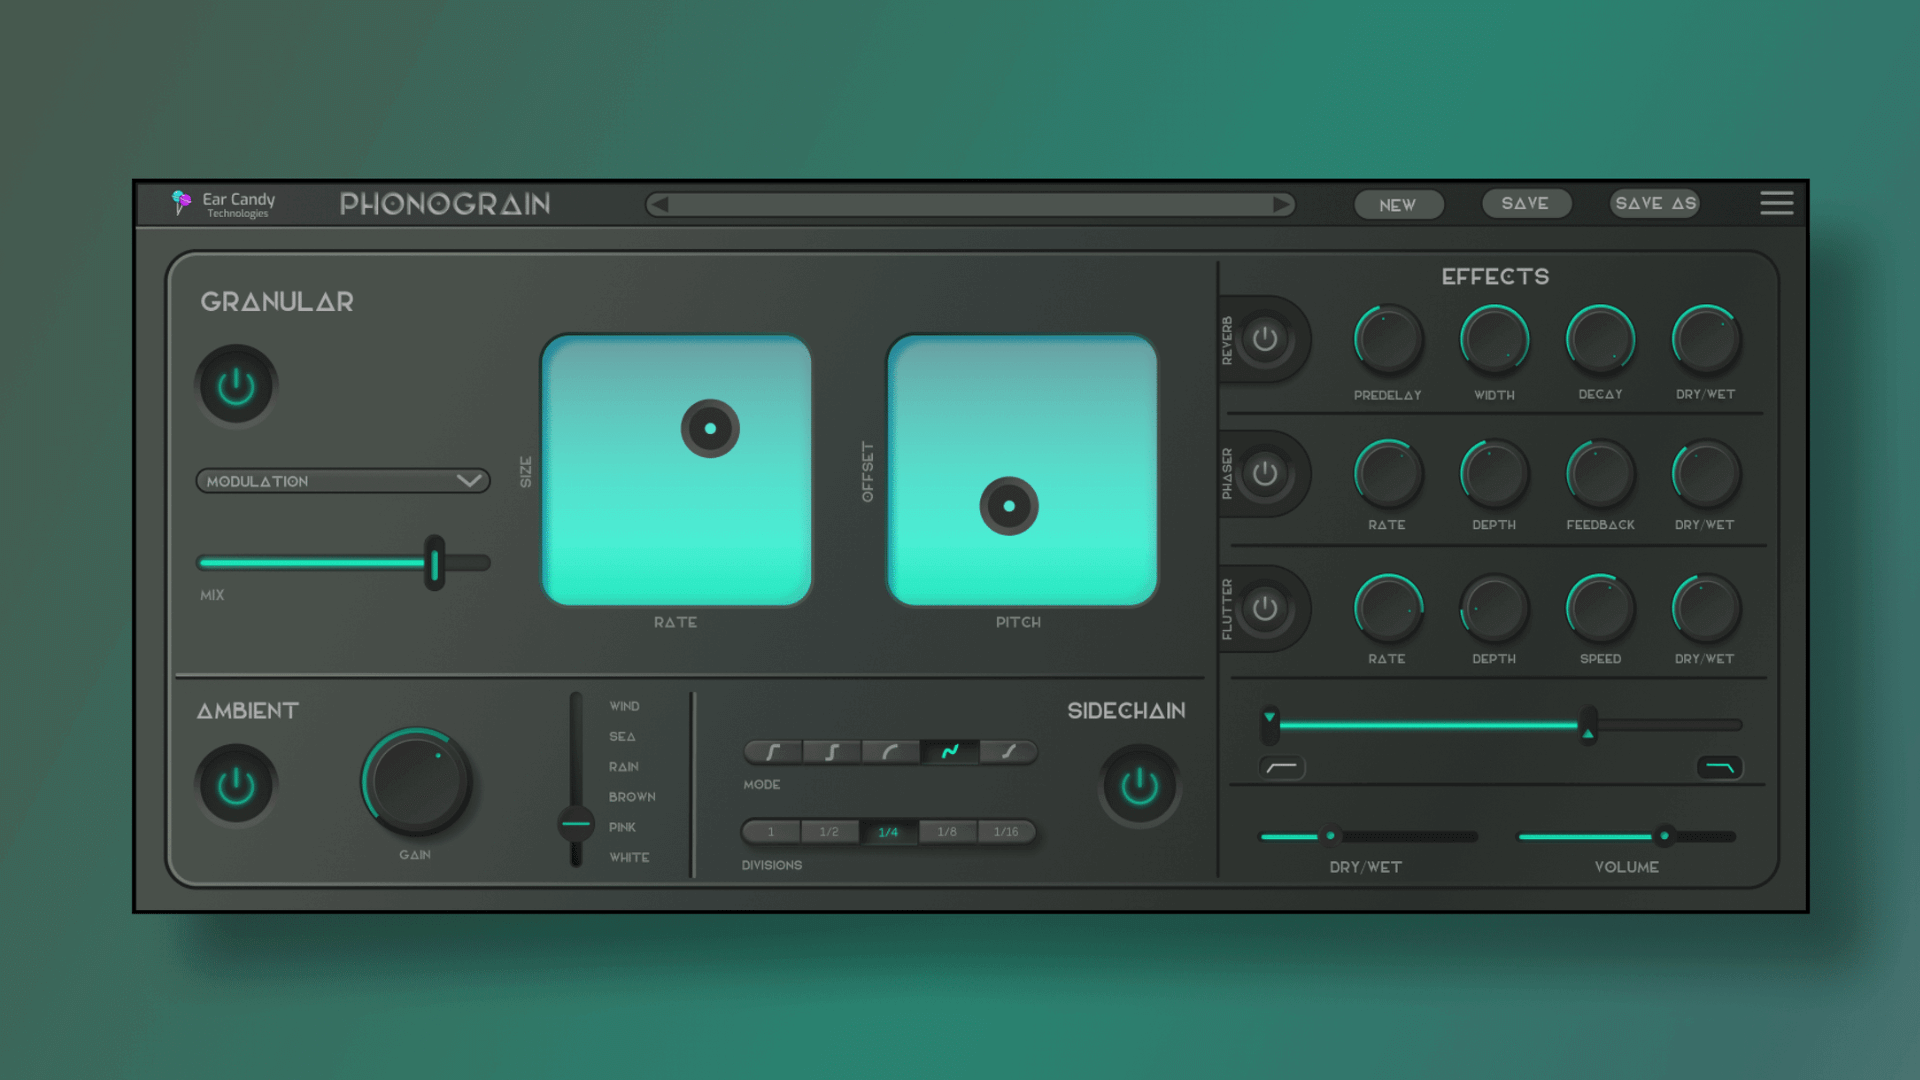 Ear Candy
Technologies
PHONOGRAIN
NEW
SAVE
SAVE AS
GRANULAR
MODULATION
MIX
SIZE
RATE
OFFSET
PITCH
EFFECTS
REVERB
PREDELAY
WIDTH
DECAY
DRY/WET
PHASER
RATE
DEPTH
FEEDBACK
DRY/WET
FLUTTER
RATE
DEPTH
SPEED
DRY/WET
AMBIENT
GAIN
WIND
SEA
RAIN
BROWN
PINK
WHITE
SIDECHAIN
MODE
1
1/2
1/4
1/8
1/16
DIVISIONS
DRY/WET
VOLUME